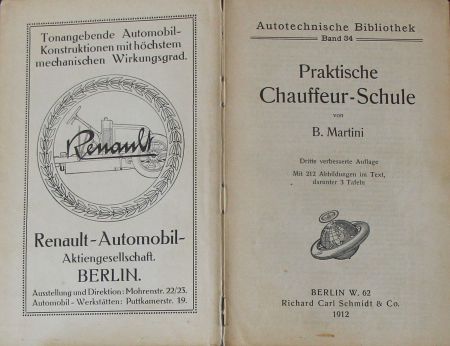 Tonangebende Automobil-
Konstruktionen mit höchstem
mechanischen Wirkungsgrad.
Renault
Renault-Automobil-
Aktiengesellschaft.
BERLIN.
Ausstellung und Direktion: Mohrenstr. 22/23.
Automobil-Werkstätten: Puttkamerstr. 19.
Autotechnische Bibliothek
Band 34
Praktische
Chauffeur-Schule
von
B. Martini
Dritte verbesserte Auflage
Mit 212 Abbildungen im Text,
darunter 3 Tafeln
BERLIN W. 62
Richard Carl Schmidt & Co.
1912